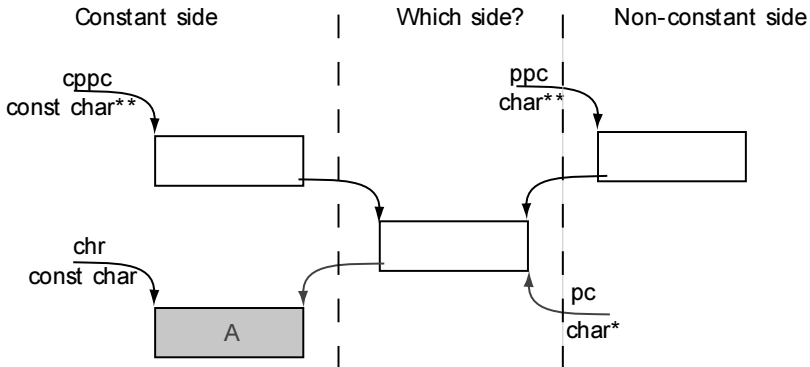 Constant side
Which side?
Non-constant side
cppc
const char**
ppc
char**
chr
const char
A
pc
char*